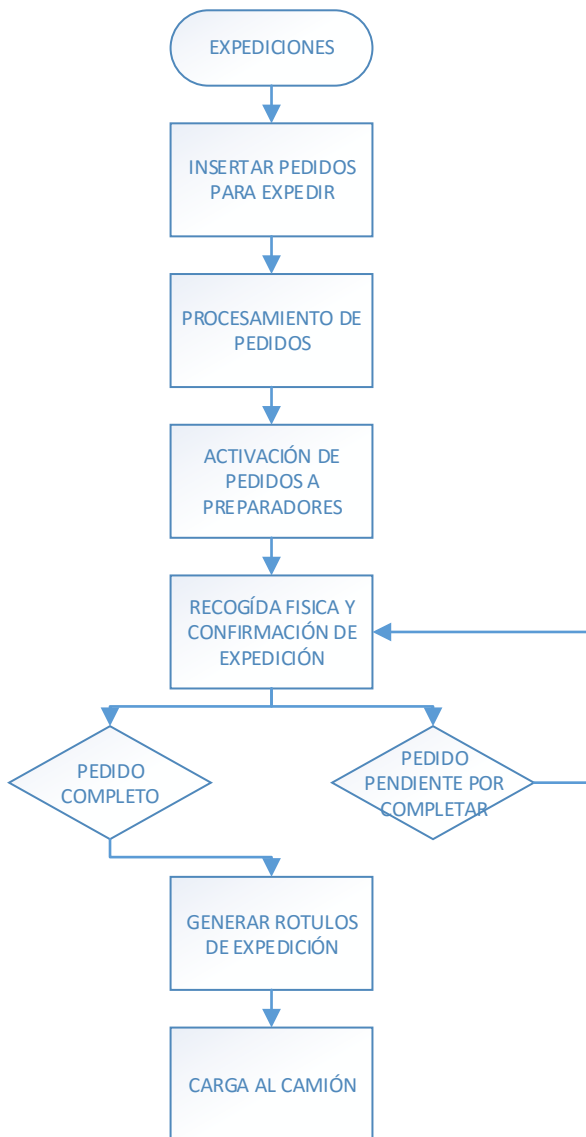 EXPEDICIONES
INSERTAR PEDIDOS
PARA EXPEDIR
PROCESAMIENTO DE
PEDIDOS
ACTIVACIÓN DE
PEDIDOS A
PREPARADORES
RECOGÍDA FISICA Y
CONFIRMACIÓN DE
EXPEDICIÓN
PEDIDO
COMPLETO
PEDIDO
PENDIENTE POR
COMPLETAR
GENERAR ROTULOS
DE EXPEDICIÓN
CARGA AL CAMIÓN